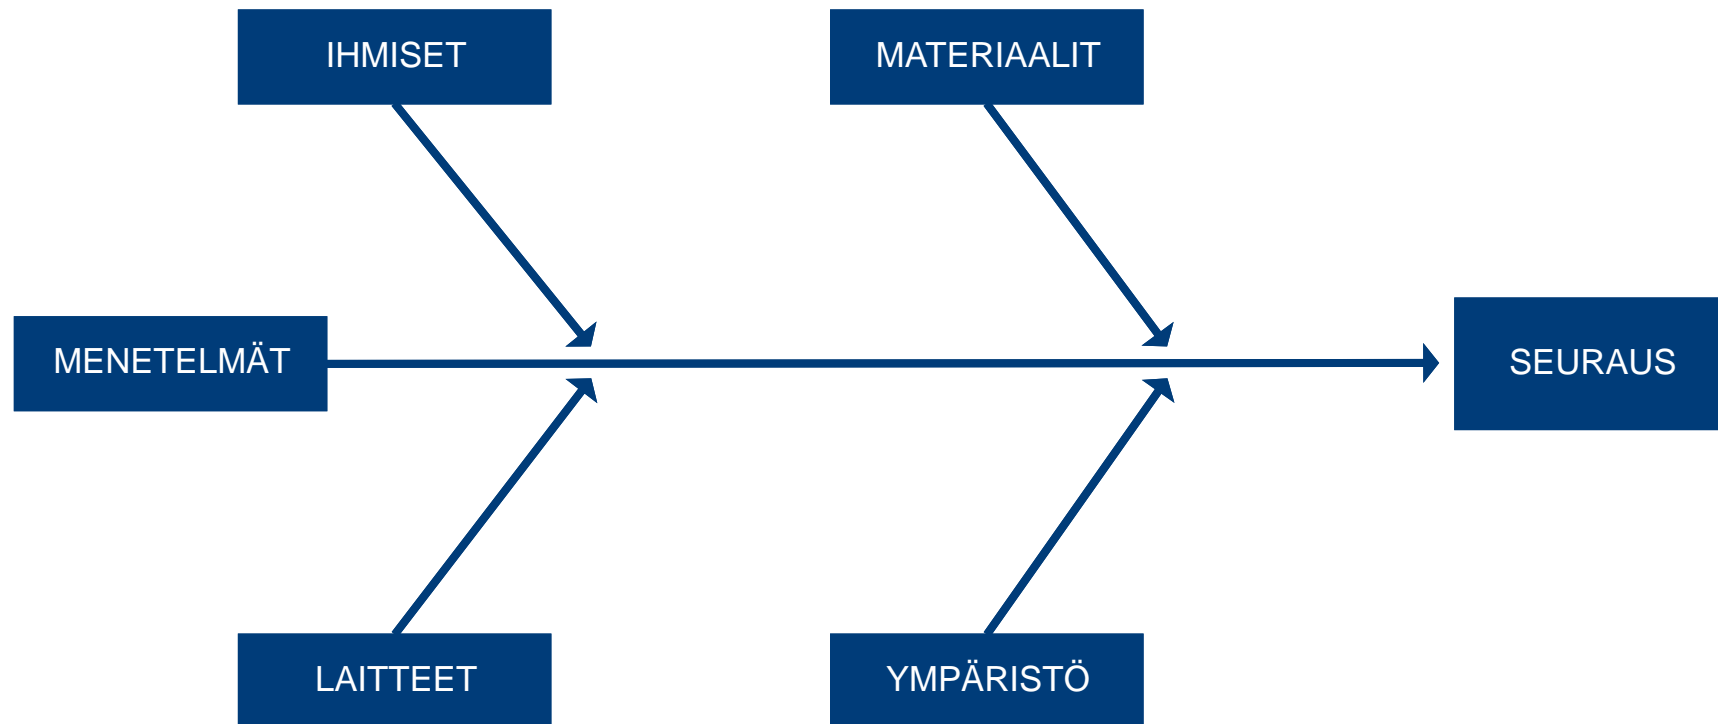 IHMISET
MATERIAALIT
MENETELMÄT
SEURAUS
LAITTEET
YMPÄRISTÖ